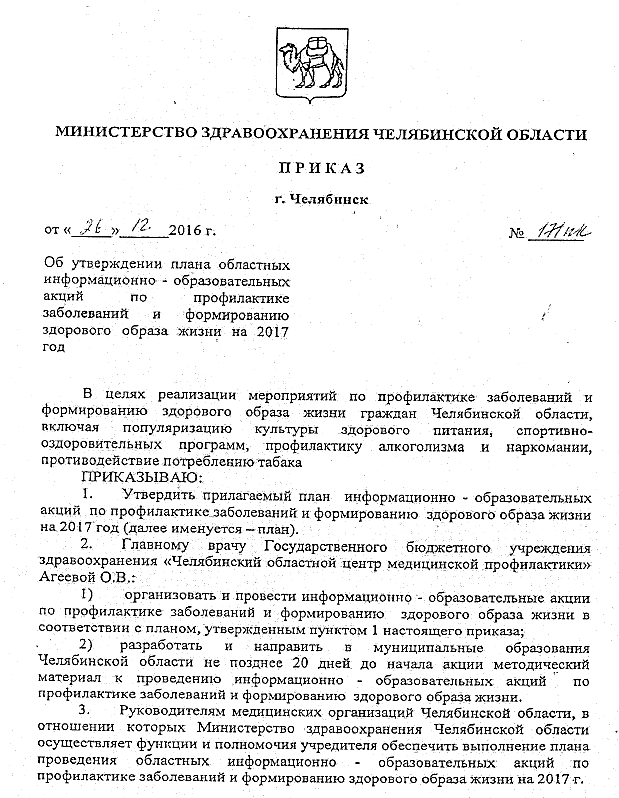 МИНИСТЕРСТВО ЗДРАВООХРАНЕНИЯ ЧЕЛЯБИНСКОЙ ОБЛАСТИ
П Р И К А З
г. Челябинск
от « 26 » 12. 2016 г. №
Об утверждении плана областных
информационно - образовательных
акций по профилактике
заболеваний и формированию
здорового образа жизни на 2017
год
В целях реализации мероприятий по профилактике заболеваний и
формированию здорового образа жизни граждан Челябинской области,
включая популяризацию культуры здорового питания, спортивно-
оздоровительных программ, профилактику алкоголизма и наркомании,
противодействие потреблению табака
ПРИКАЗЫВАЮ:
1. Утвердить прилагаемый план информационно - образовательных
акций по профилактике заболеваний и формированию здорового образа жизни
на 2017 год (далее именуется – план).
2. Главному врачу Государственного бюджетного учреждения
здравоохранения «Челябинский областной центр медицинской профилактики»
Агеевой О.В.:
1) организовать и провести информационно - образовательные акции
по профилактике заболеваний и формированию здорового образа жизни в
соответствии с планом, утвержденным пунктом 1 настоящего приказа;
2) разработать и направить в муниципальные образования
Челябинской области не позднее 20 дней до начала акции методический
материал к проведению информационно - образовательных акций по
профилактике заболеваний и формированию здорового образа жизни.
3. Руководителям медицинских организаций Челябинской области, в
отношении которых Министерство здравоохранения Челябинской области
осуществляет функции и полномочия учредителя обеспечить выполнение плана
проведения областных информационно - образовательных акций по
профилактике заболеваний и формированию здорового образа жизни на 2017 г.